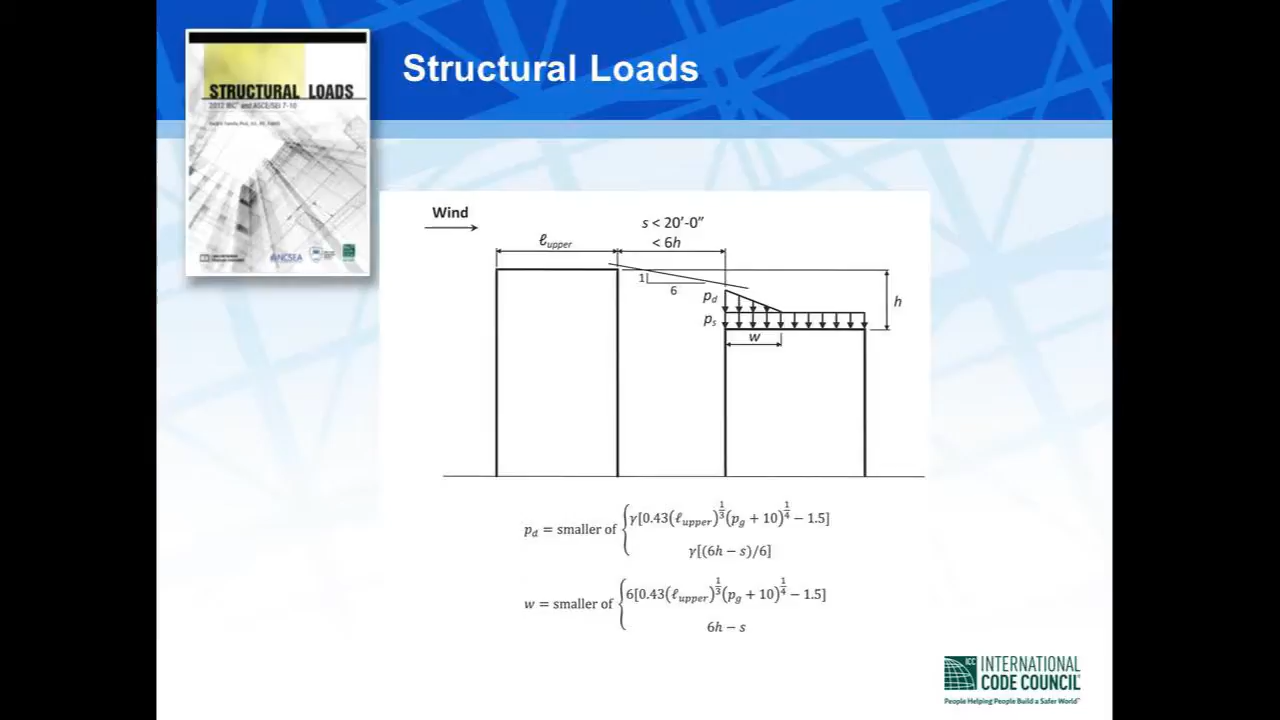 Structural Loads
STRUCTURAL LOADS
2012 IBC® and ASCE/SEI 7-10
NCSEA
Wind
s < 20'-0"
< 6h
ℓupper
1
6
pd
ps
w
h
pd = smaller of { γ[0.43(ℓupper)^1/3(pg + 10)^1/4 − 1.5]
γ[(6h − s)/6]
w = smaller of { 6[0.43(ℓupper)^1/3(pg + 10)^1/4 − 1.5]
6h − s
ICC INTERNATIONAL
CODE COUNCIL
People Helping People Build a Safer World™